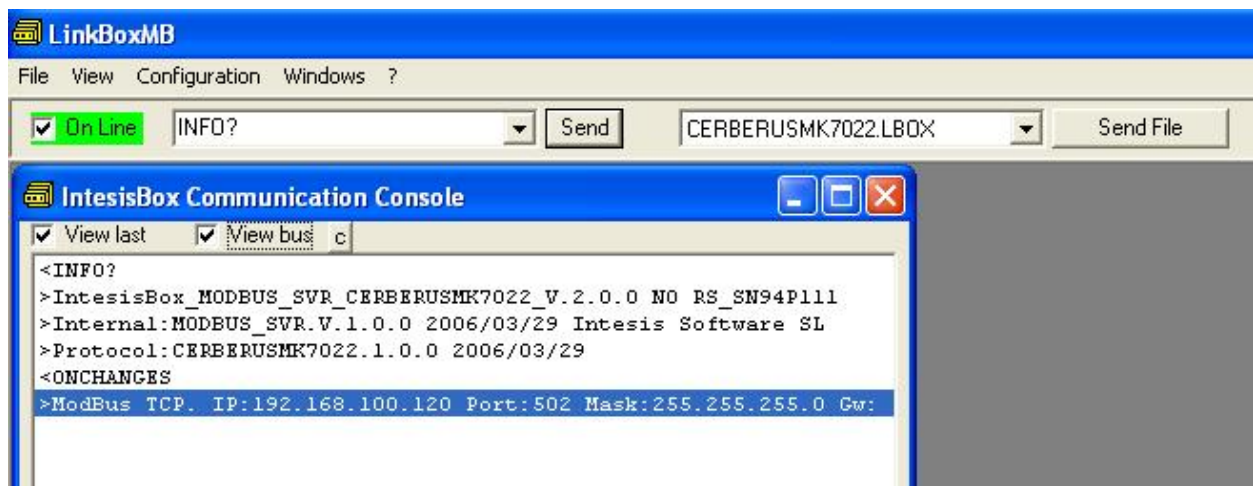 LinkBoxMB
File View Configuration Windows ?
On Line INFO? Send CERBERUSMK7022.LBOX Send File
IntesisBox Communication Console
View last View bus c
<INFO?
>IntesisBox_MODBUS_SVR_CERBERUSMK7022_V.2.0.0 NO RS_SN94P111
>Internal:MODBUS_SVR.V.1.0.0 2006/03/29 Intesis Software SL
>Protocol:CERBERUSMK7022.1.0.0 2006/03/29
<ONCHANGES
>ModBus TCP. IP:192.168.100.120 Port:502 Mask:255.255.255.0 Gw: